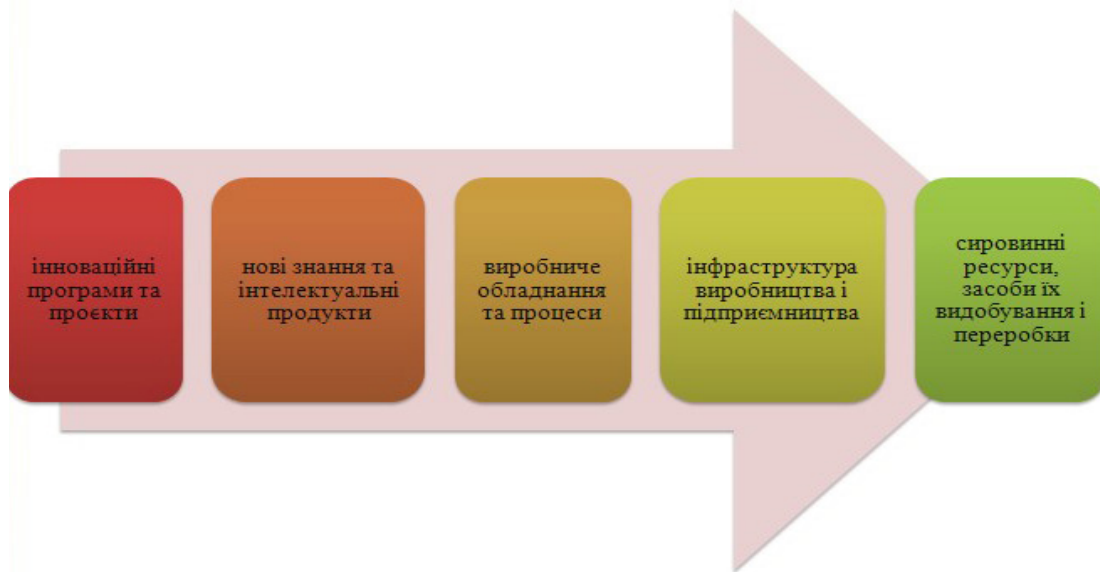 інноваційні
програми та
проєкти
нові знання та
інтелектуальні
продукти
виробниче
обладнання
та процеси
інфраструктура
виробництва і
підприємництва
сировинні
ресурси,
засоби їх
видобування і
переробки